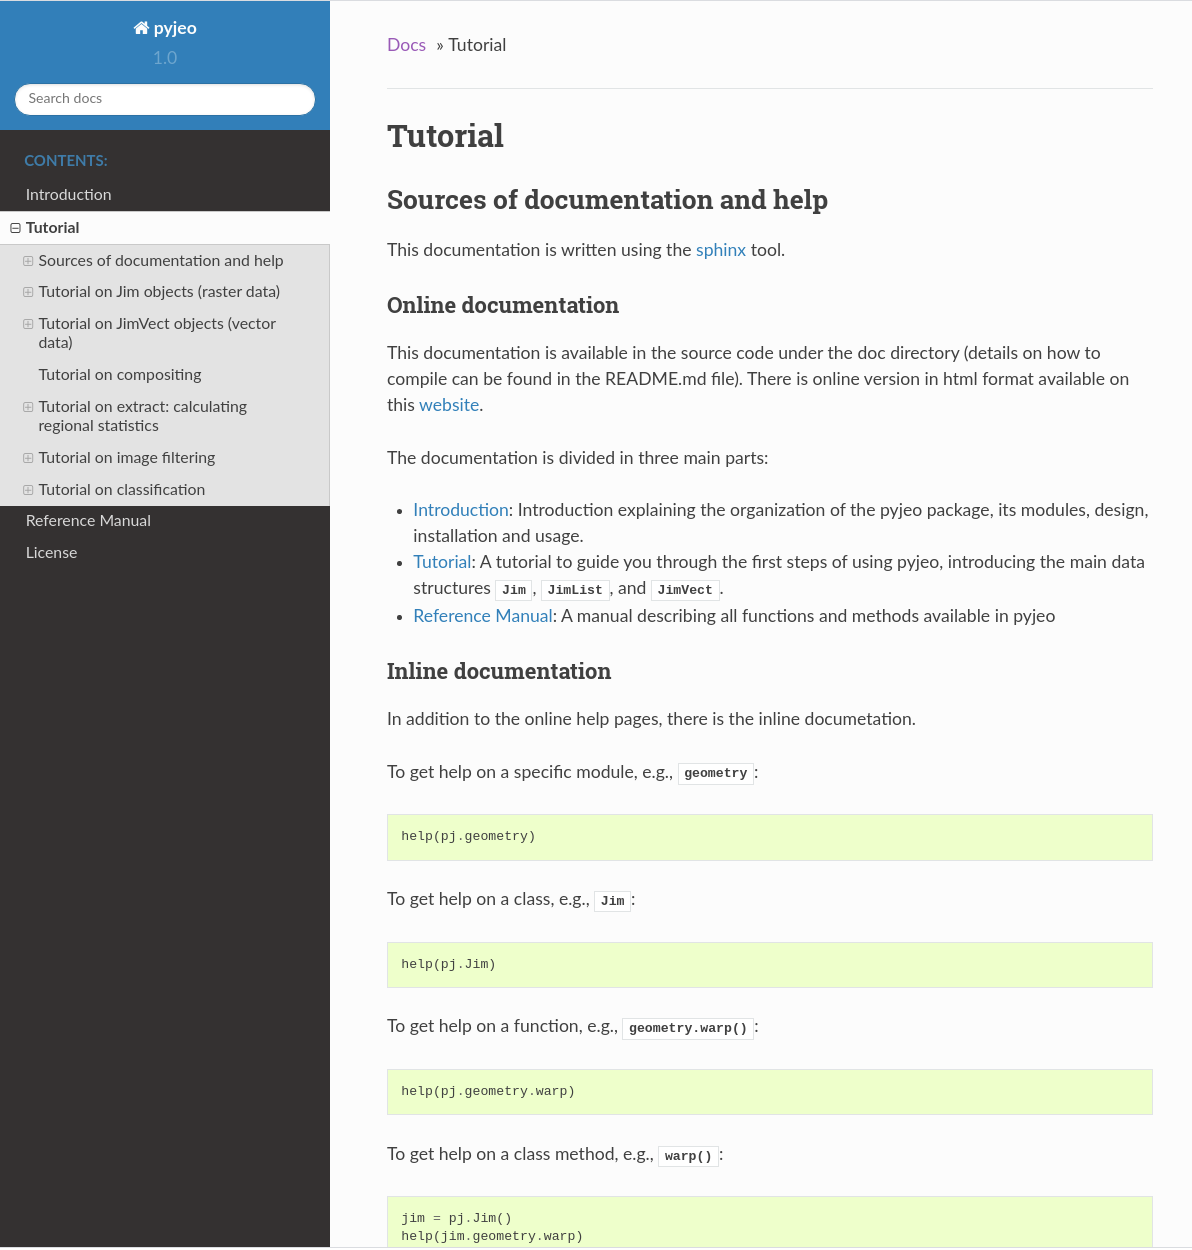 pyjeo
1.0
Search docs
CONTENTS:
Introduction
Tutorial
Sources of documentation and help
Tutorial on Jim objects (raster data)
Tutorial on JimVect objects (vector
data)
Tutorial on compositing
Tutorial on extract: calculating
regional statistics
Tutorial on image filtering
Tutorial on classification
Reference Manual
License
Docs » Tutorial
Tutorial
Sources of documentation and help
This documentation is written using the sphinx tool.
Online documentation
This documentation is available in the source code under the doc directory (details on how to
compile can be found in the README.md file). There is online version in html format available on
this website.
The documentation is divided in three main parts:
• Introduction: Introduction explaining the organization of the pyjeo package, its modules, design,
installation and usage.
• Tutorial: A tutorial to guide you through the first steps of using pyjeo, introducing the main data
structures Jim, JimList, and JimVect.
• Reference Manual: A manual describing all functions and methods available in pyjeo
Inline documentation
In addition to the online help pages, there is the inline documetation.
To get help on a specific module, e.g., geometry:
help(pj.geometry)
To get help on a class, e.g., Jim:
help(pj.Jim)
To get help on a function, e.g., geometry.warp():
help(pj.geometry.warp)
To get help on a class method, e.g., warp():
jim = pj.Jim()
help(jim.geometry.warp)